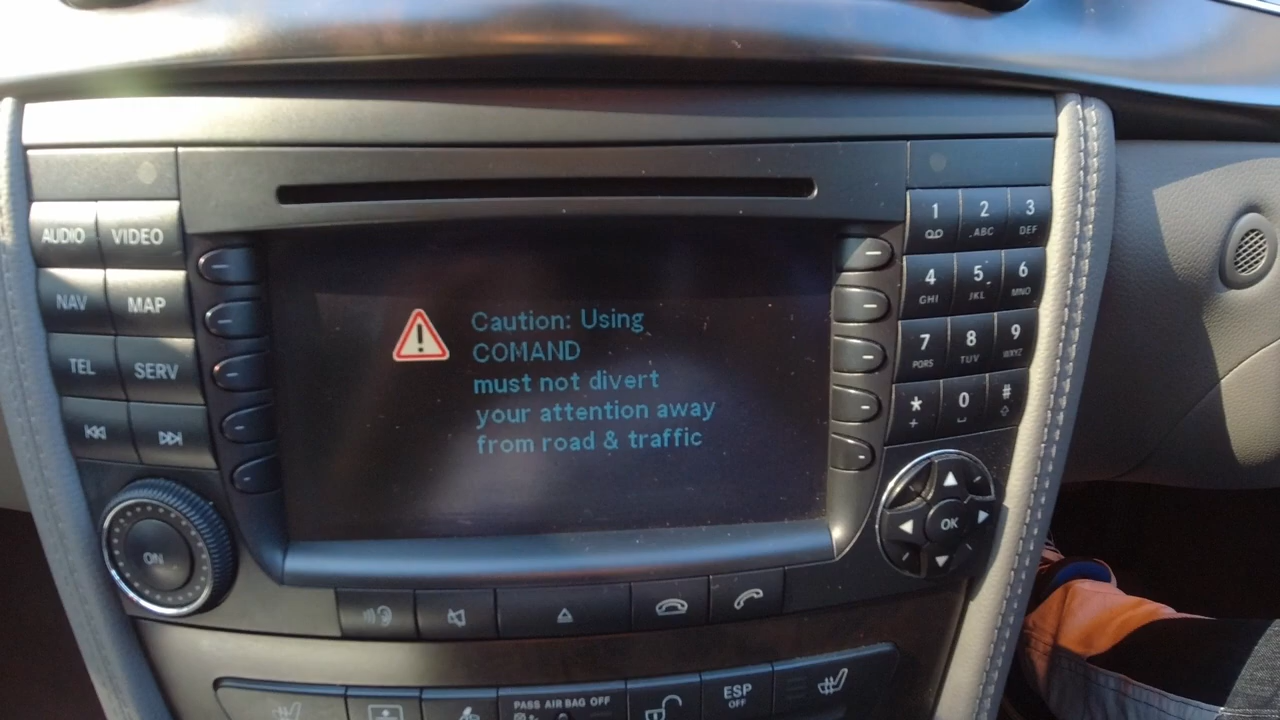 AUDIO VIDEO
NAV MAP
TEL SERV
ON
Caution: Using
COMAND
must not divert
your attention away
from road & traffic
1 2 3
ABC DEF
4 5 6
GHI JKL MNO
7 8 9
PQRS TUV WXYZ
* 0 #
+
OK
PASS AIR BAG OFF
ESP
OFF